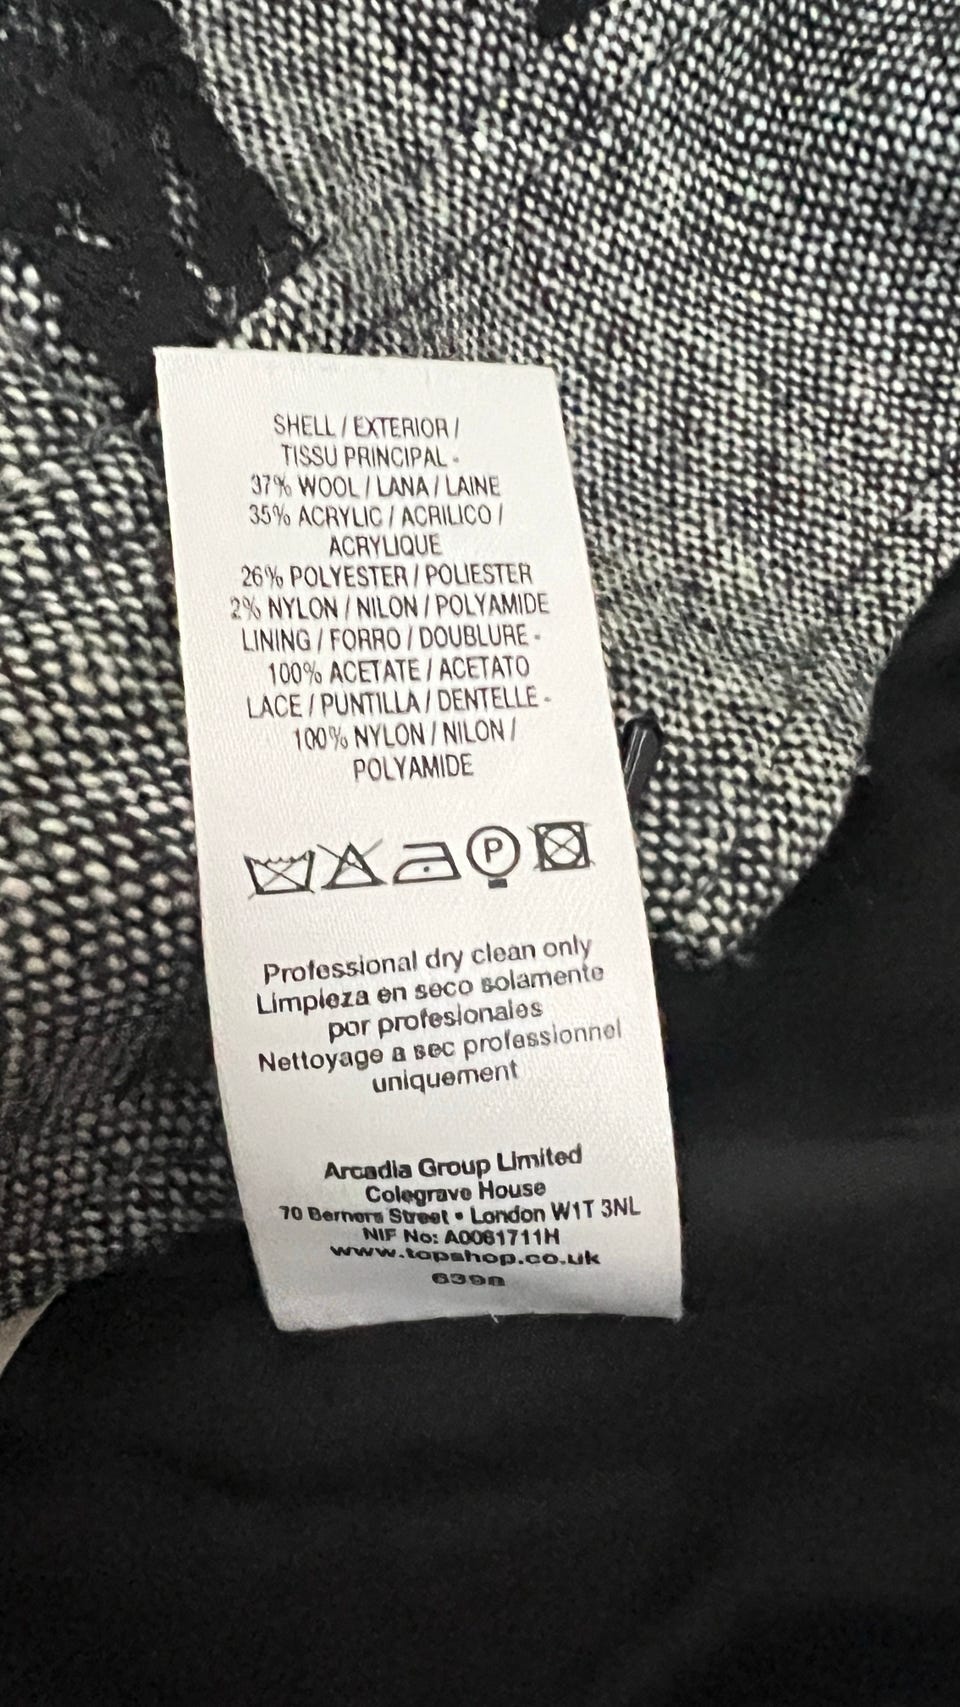 SHELL / EXTERIOR /
TISSU PRINCIPAL -
37% WOOL / LANA / LAINE
35% ACRYLIC / ACRILICO /
ACRYLIQUE
26% POLYESTER / POLIESTER
2% NYLON / NILON / POLYAMIDE
LINING / FORRO / DOUBLURE -
100% ACETATE / ACETATO
LACE / PUNTILLA / DENTELLE -
100% NYLON / NILON /
POLYAMIDE
P
Professional dry clean only
Limpieza en seco solamente
por profesionales
Nettoyage a sec professionnel
uniquement
Arcadia Group Limited
Colegrave House
70 Berners Street • London W1T 3NL
NIF No: A0061711H
www.topshop.co.uk